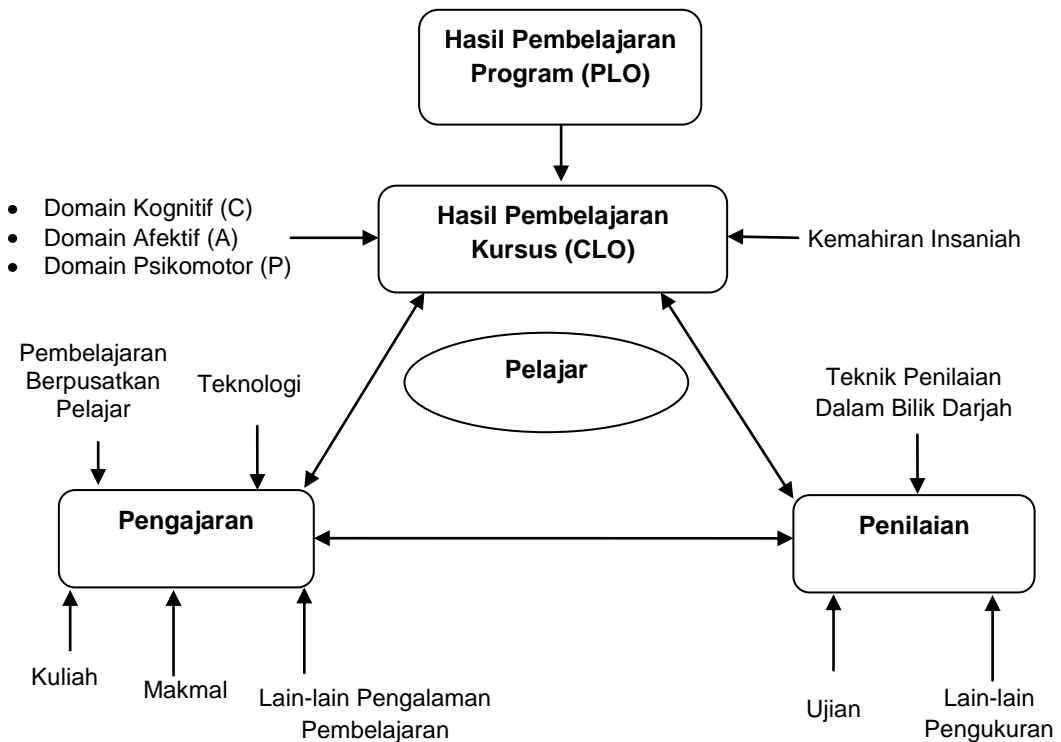 Hasil Pembelajaran
Program (PLO)
Hasil Pembelajaran
Kursus (CLO)
• Domain Kognitif (C)
• Domain Afektif (A)
• Domain Psikomotor (P)
Kemahiran Insaniah
Pelajar
Pembelajaran
Berpusatkan
Pelajar
Teknologi
Teknik Penilaian
Dalam Bilik Darjah
Pengajaran
Penilaian
Kuliah
Makmal
Lain-lain Pengalaman
Pembelajaran
Ujian
Lain-lain
Pengukuran